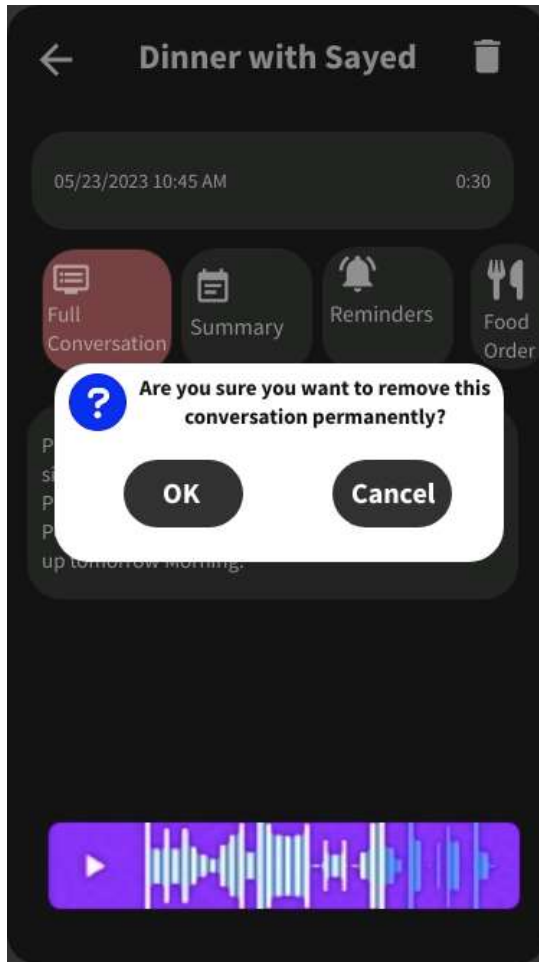 Dinner with Sayed
05/23/2023 10:45 AM 0:30
Full
Conversation
Summary
Reminders
Food
Order
?
Are you sure you want to remove this
conversation permanently?
OK Cancel
P
si
P
P
up tomorrow Morning.